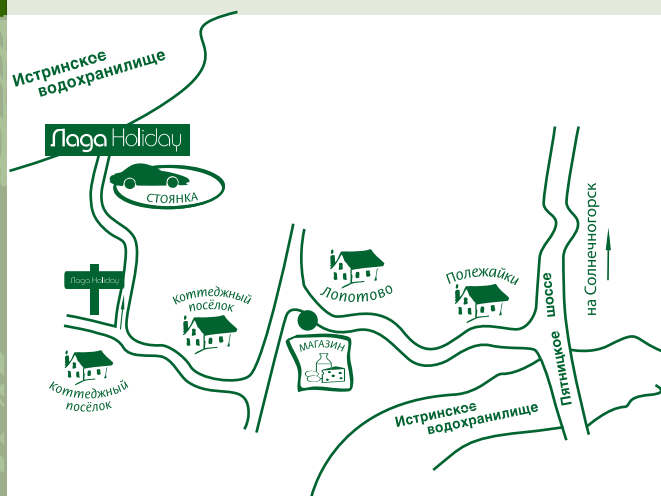 Истринское
водохранилище
Лада Holiday
СТОЯНКА
на Солнечногорск
Лада Holiday
Коттеджный
посёлок
Лопотово
Полежайки
Пятницкое шоссе
МАГАЗИН
Коттеджный
посёлок
Истринское
водохранилище